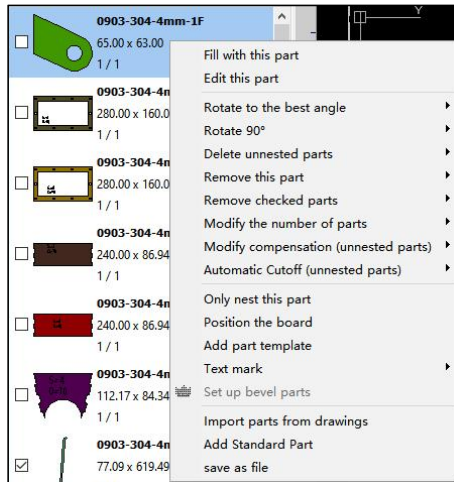 0903-304-4mm-1F
65.00 x 63.00
1 / 1
Y
0903-304-4
280.00 x 160.0
1 / 1
0903-304-4
280.00 x 160.0
1 / 1
0903-304-4
240.00 x 86.94
1 / 1
0903-304-4
240.00 x 86.94
1 / 1
0903-304-4
112.17 x 84.34
1 / 1
0903-304-4
77.09 x 619.49
Fill with this part
Edit this part
Rotate to the best angle
Rotate 90°
Delete unnested parts
Remove this part
Remove checked parts
Modify the number of parts
Modify compensation (unnested parts)
Automatic Cutoff (unnested parts)
Only nest this part
Position the board
Add part template
Text mark
Set up bevel parts
Import parts from drawings
Add Standard Part
save as file